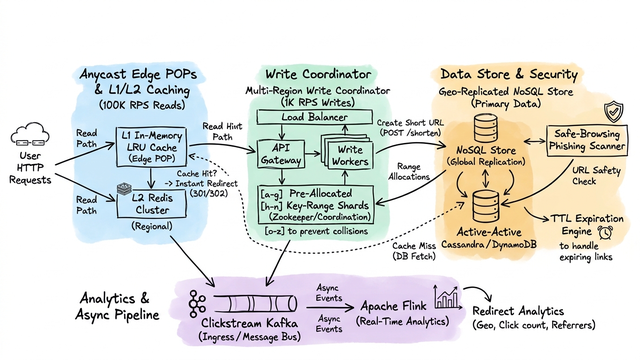 Anycast Edge POPs
& L1/L2 Caching
(100K RPS Reads)
User
HTTP
Requests
Read
Path
Read
Path
L1 In-Memory
LRU Cache
(Edge POP)
Cache Hit?
-> Instant Redirect
(301/302)
L2 Redis
Cluster
(Regional)
Read Hint
Path
Write Coordinator
Multi-Region Write Coordinator
(1K RPS Writes)
Load Balancer
API
Gateway
Write
Workers
[a-g]
[h-n]
Pre-Allocated
Key-Range Shards
(Zookeeper/Coordination)
[o-z] to prevent collisions
Create Short URL
(POST /shorten)
Range
Allocations
Cache Miss
(DB Fetch)
Data Store & Security
Geo-Replicated NoSQL Store
(Primary Data)
NoSQL Store
(Global Replication)
Active-Active
Cassandra/DynamoDB
Safe-Browsing
Phishing Scanner
URL Safety
Check
TTL Expiration
Engine
to handle
expiring links
Analytics &
Async Pipeline
Clickstream Kafka
(Ingress/Message Bus)
Async
Events
Async
Events
Apache Flink
(Real-Time Analytics)
Redirect Analytics
(Geo, Click count, Referrers)